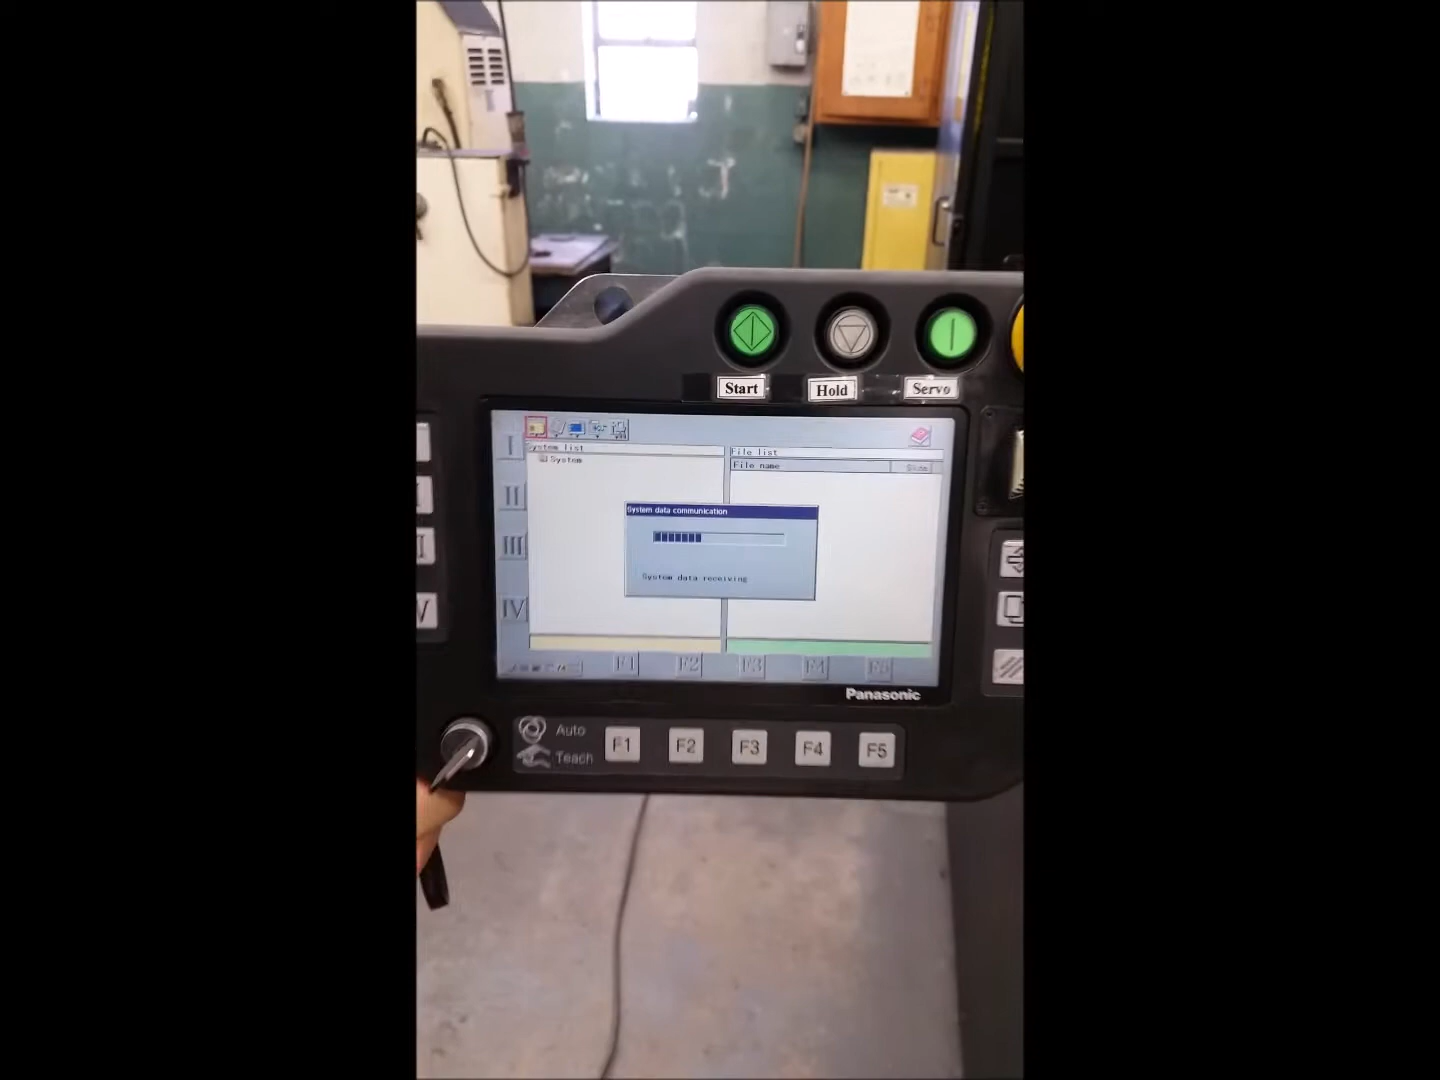 Start
Hold
Servo
System list
File list
System
File name
Size
I
II
III
IV
System data communication
System data receiving
F1 F2 F3 F4 F5
Panasonic
Auto
Teach
F1 F2 F3 F4 F5